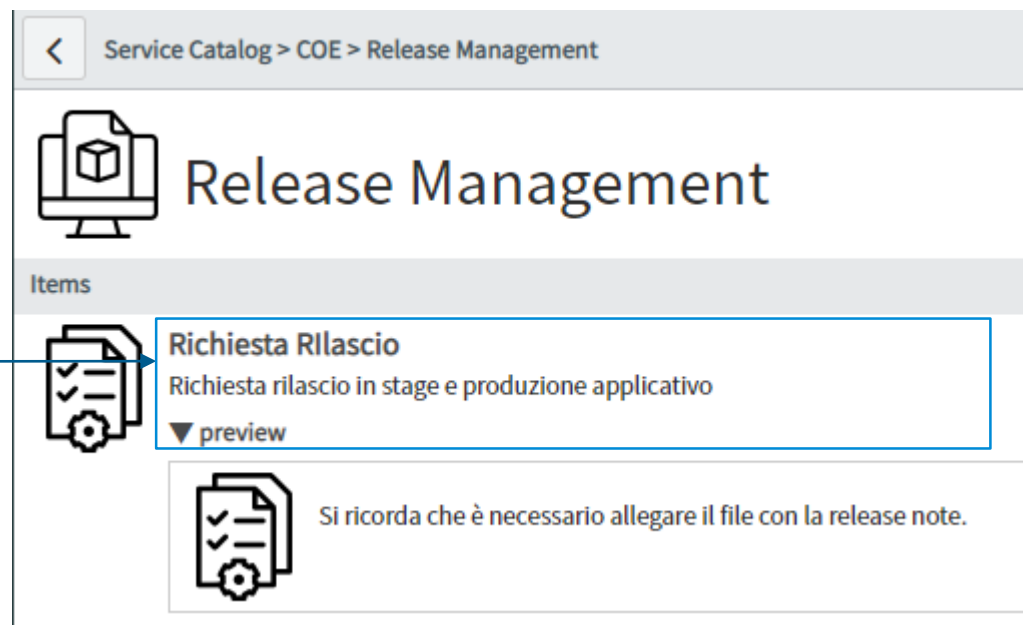 Service Catalog > COE > Release Management
Release Management
Items
Richiesta RIlascio
Richiesta rilascio in stage e produzione applicativo
▼ preview
Si ricorda che è necessario allegare il file con la release note.